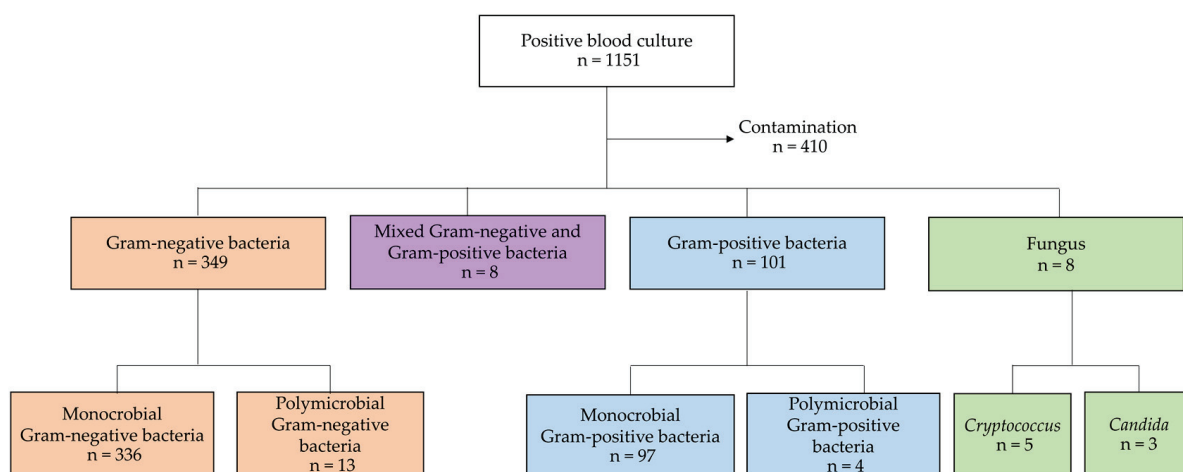 Positive blood culture
n = 1151
Contamination
n = 410
Gram-negative bacteria
n = 349
Mixed Gram-negative and
Gram-positive bacteria
n = 8
Gram-positive bacteria
n = 101
Fungus
n = 8
Monocrobial
Gram-negative bacteria
n = 336
Polymicrobial
Gram-negative
bacteria
n = 13
Monocrobial
Gram-positive bacteria
n = 97
Polymicrobial
Gram-positive
bacteria
n = 4
Cryptococcus
n = 5
Candida
n = 3